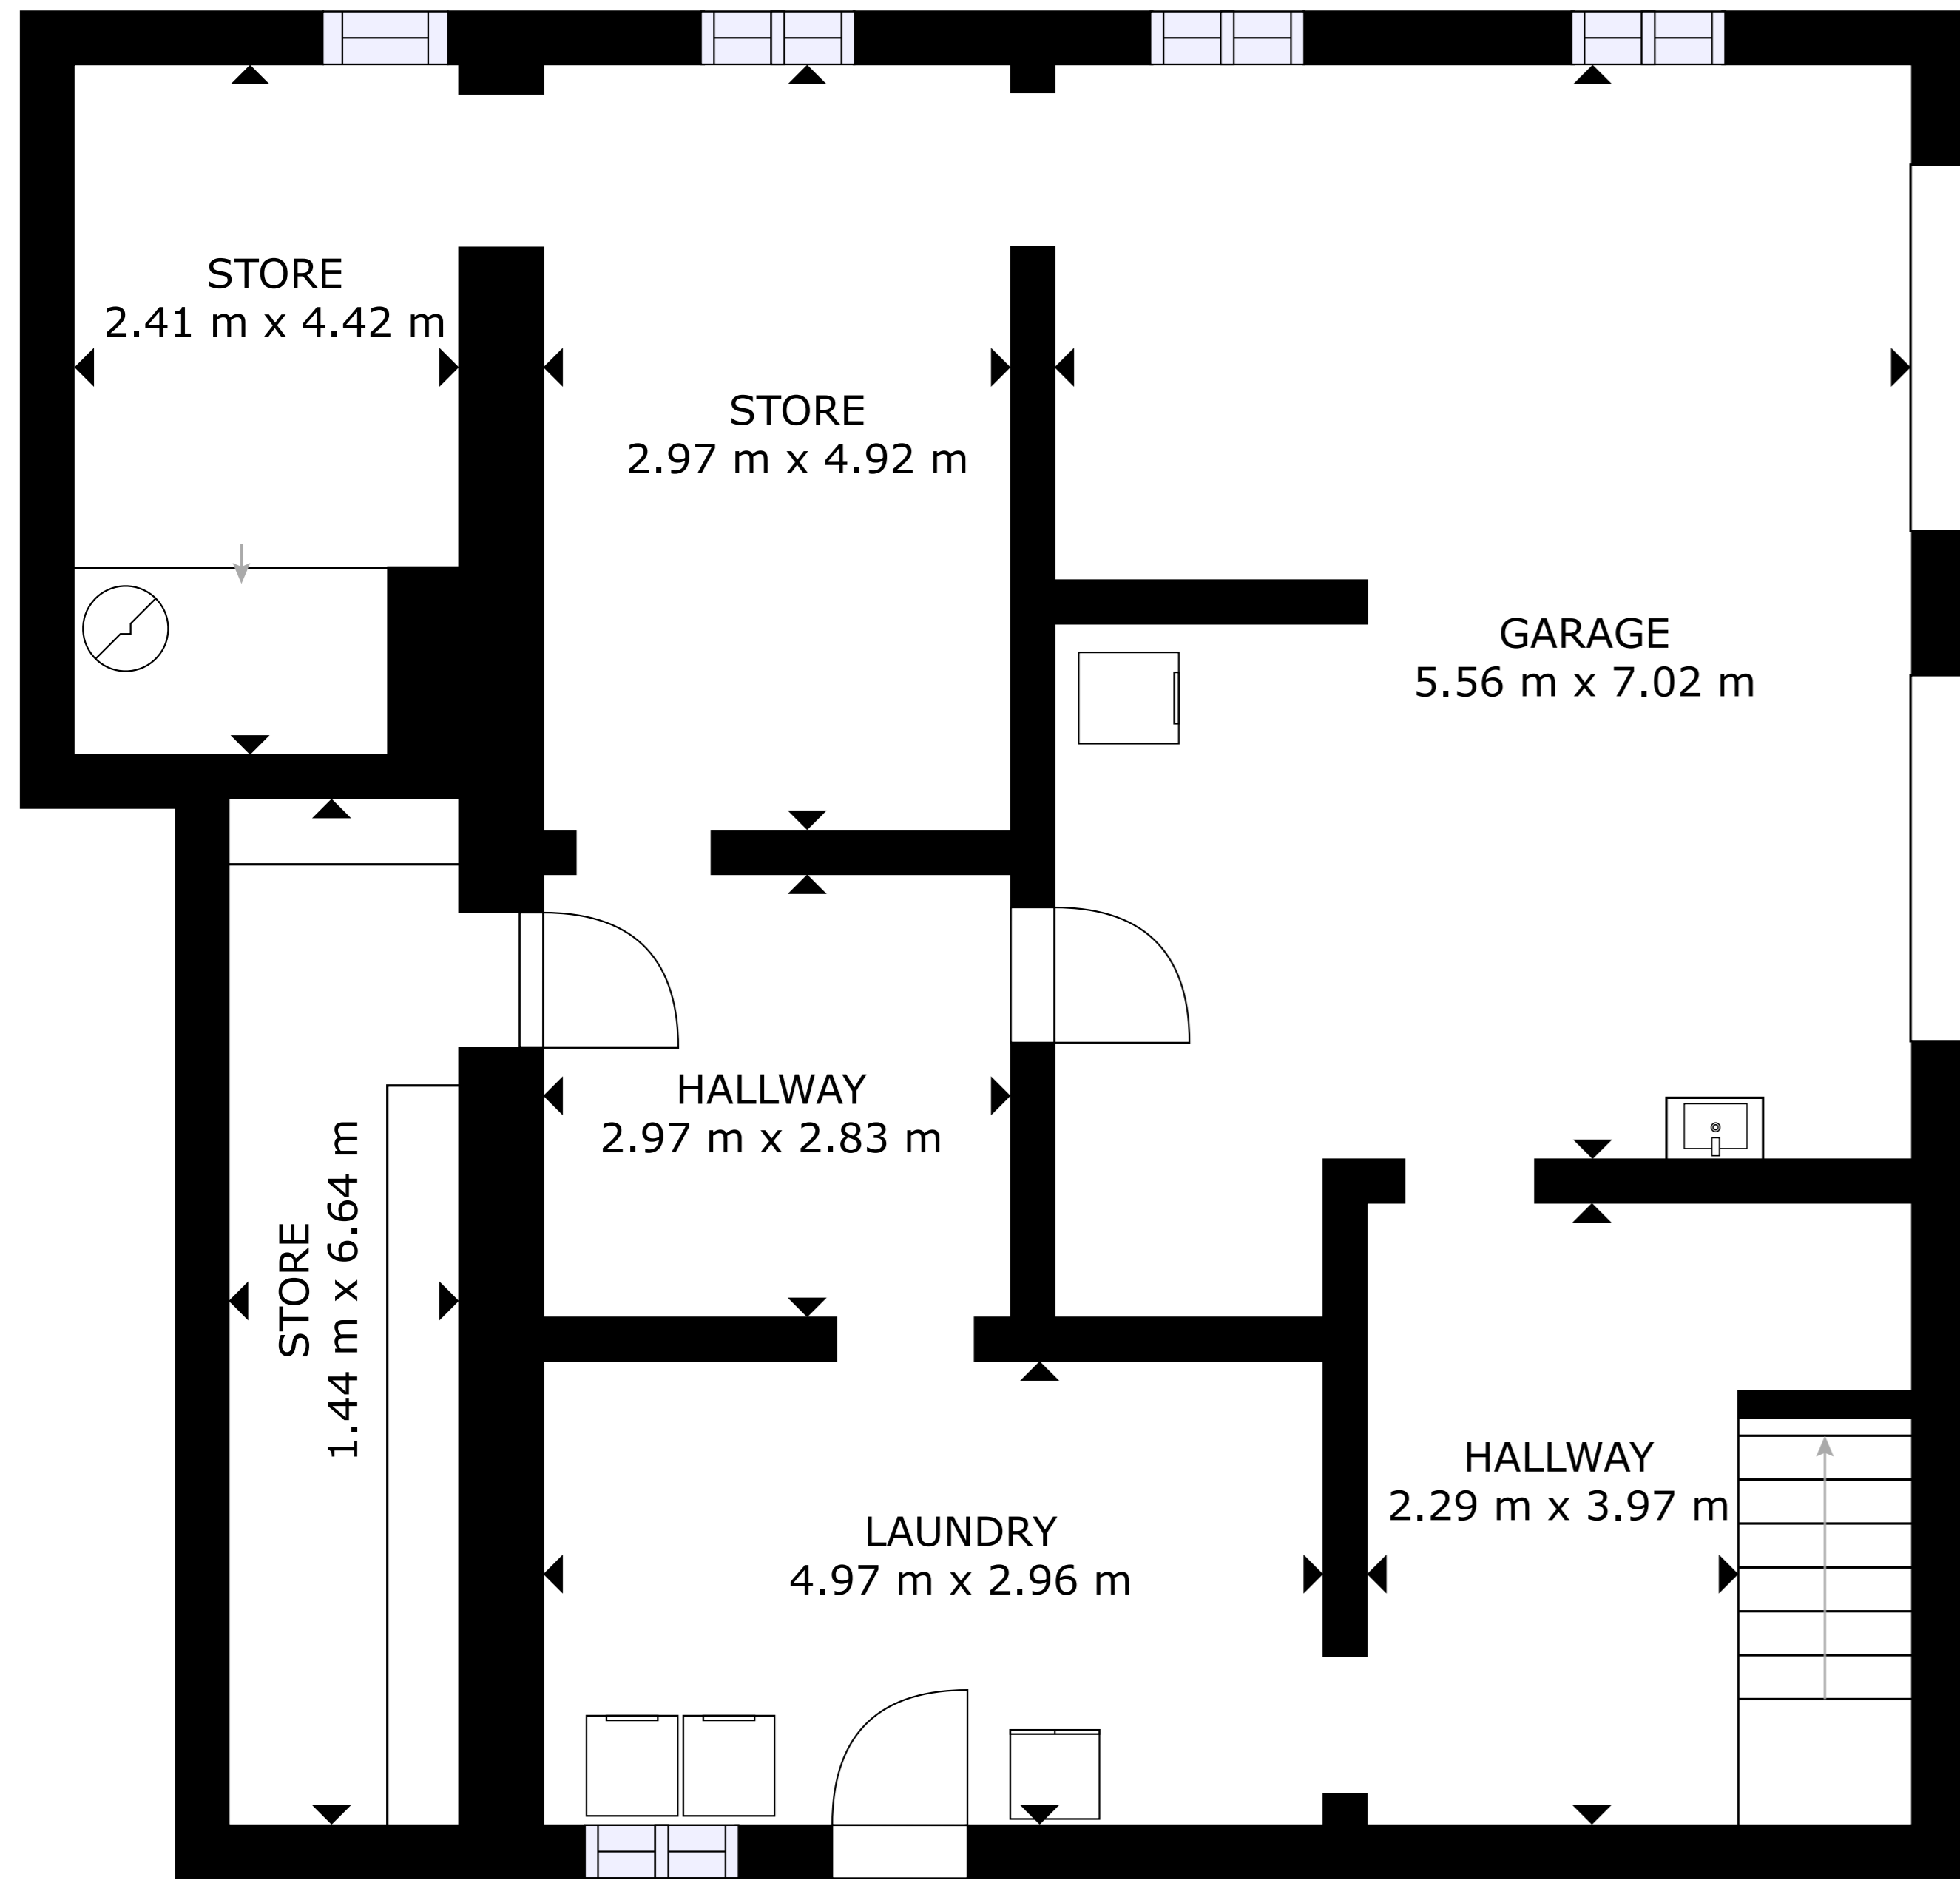 STORE
2.41 m x 4.42 m
STORE
2.97 m x 4.92 m
GARAGE
5.56 m x 7.02 m
HALLWAY
2.97 m x 2.83 m
STORE
1.44 m x 6.64 m
HALLWAY
2.29 m x 3.97 m
LAUNDRY
4.97 m x 2.96 m